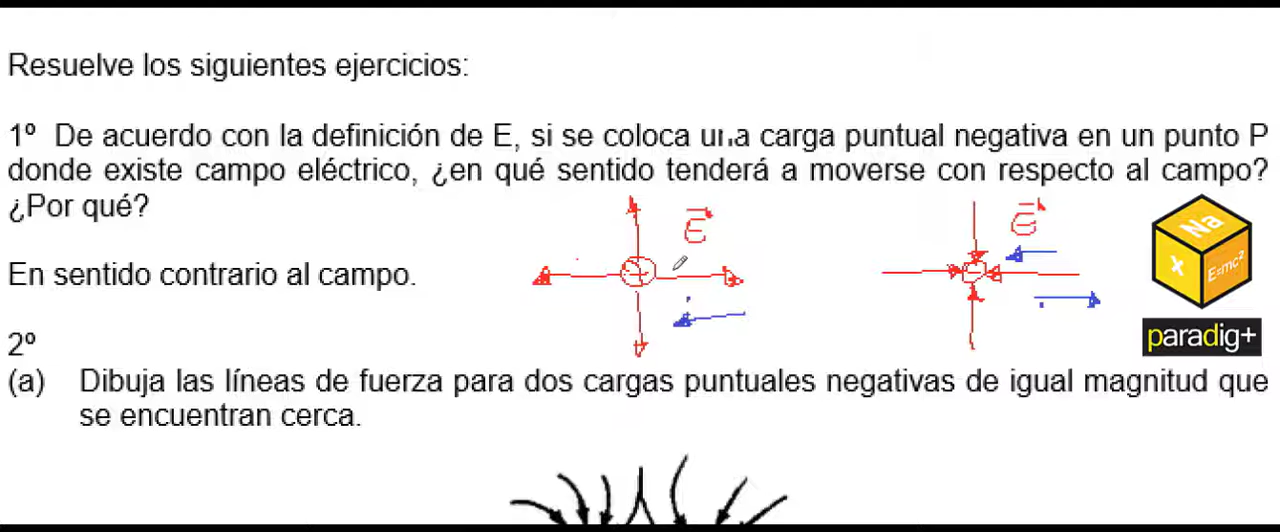 Resuelve los siguientes ejercicios:
1º De acuerdo con la definición de E, si se coloca una carga puntual negativa en un punto P
donde existe campo eléctrico, ¿en qué sentido tenderá a moverse con respecto al campo?
¿Por qué?
E
E
Na
x
E=mc²
En sentido contrario al campo.
paradig+
2º
(a) Dibuja las líneas de fuerza para dos cargas puntuales negativas de igual magnitud que
se encuentran cerca.